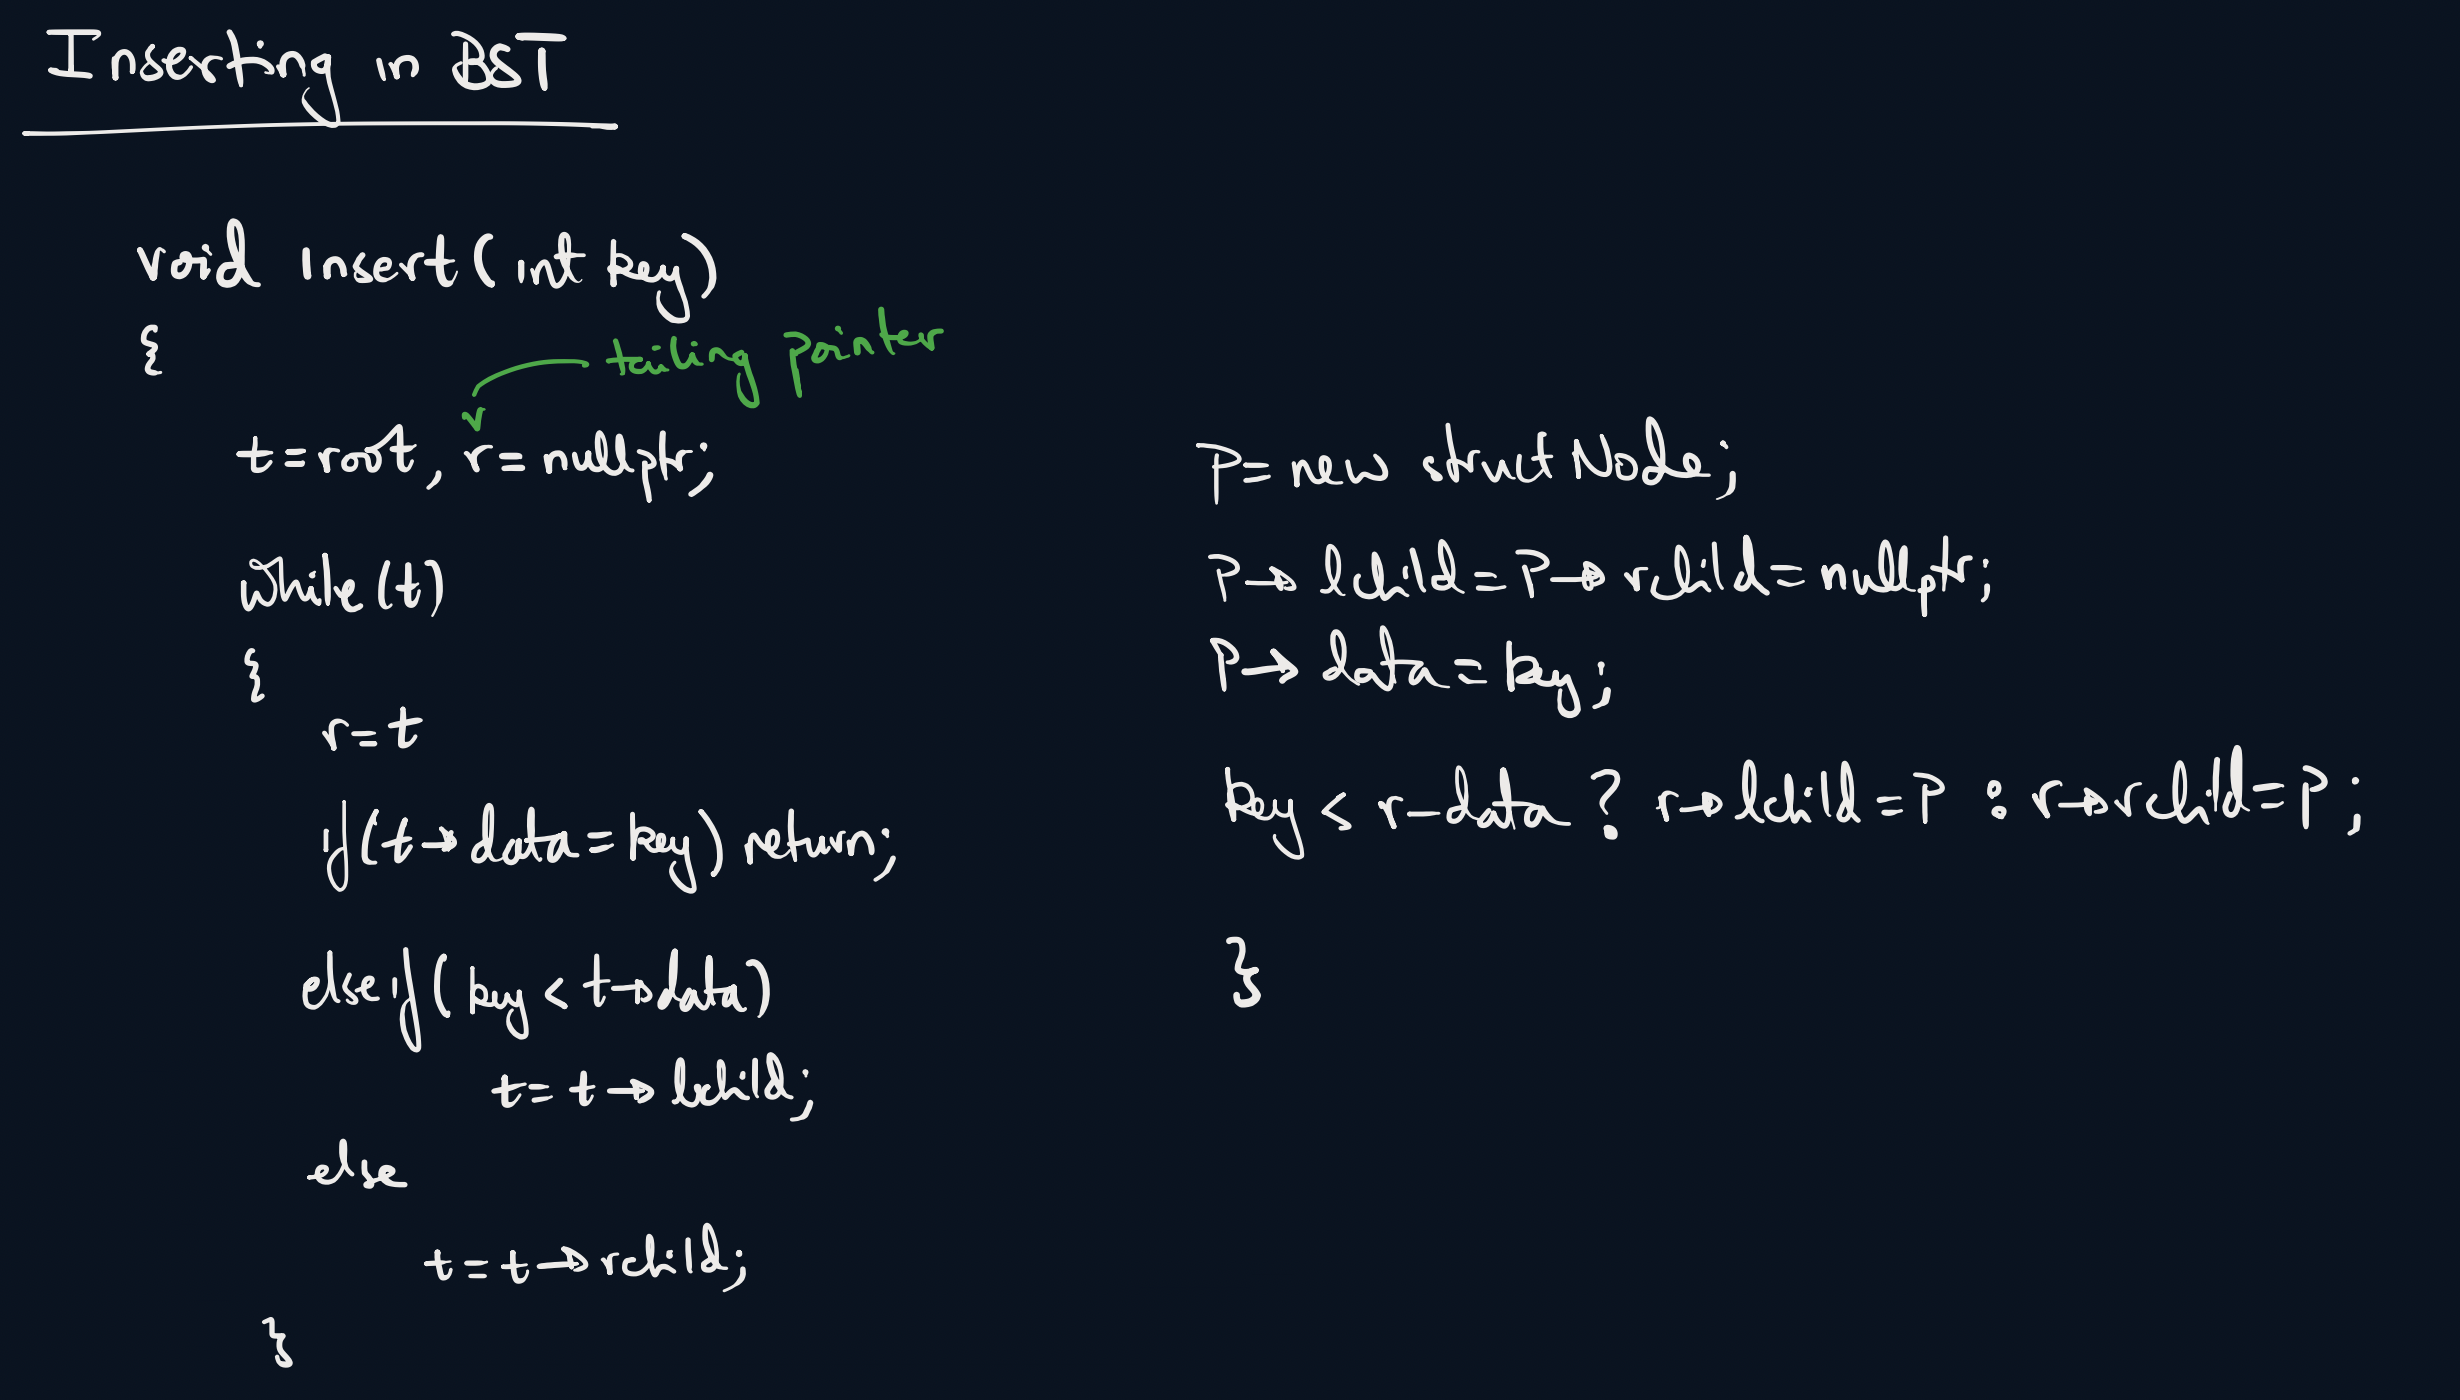 Inserting in BST
void Insert(int key)
{
tailing pointer
t=root, r=nullptr;
while(t)
{
r=t
if(t→data=key) return;
else if(key < t→data)
t=t→lchild;
else
t=t→rchild;
}
P=new struct Node;
P→lchild=P→rchild=nullptr;
P→data=key;
key < r-data ? r→lchild=P : r→rchild=P;
}